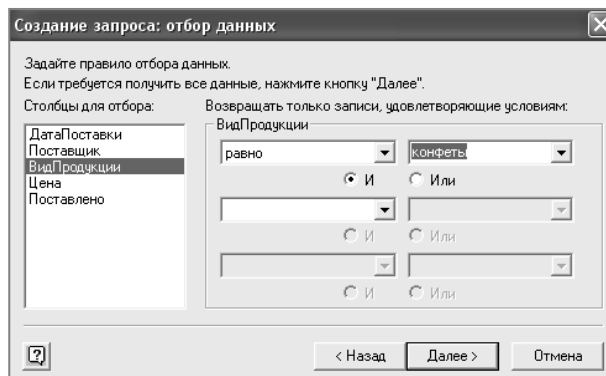 Создание запроса: отбор данных
Задайте правило отбора данных.
Если требуется получить все данные, нажмите кнопку "Далее".
Столбцы для отбора:
Возвращать только записи, удовлетворяющие условиям:
ДатаПоставки
Поставщик
ВидПродукции
Цена
Поставлено
ВидПродукции
равно
конфеты
И
Или
И
Или
И
Или
< Назад
Далее >
Отмена